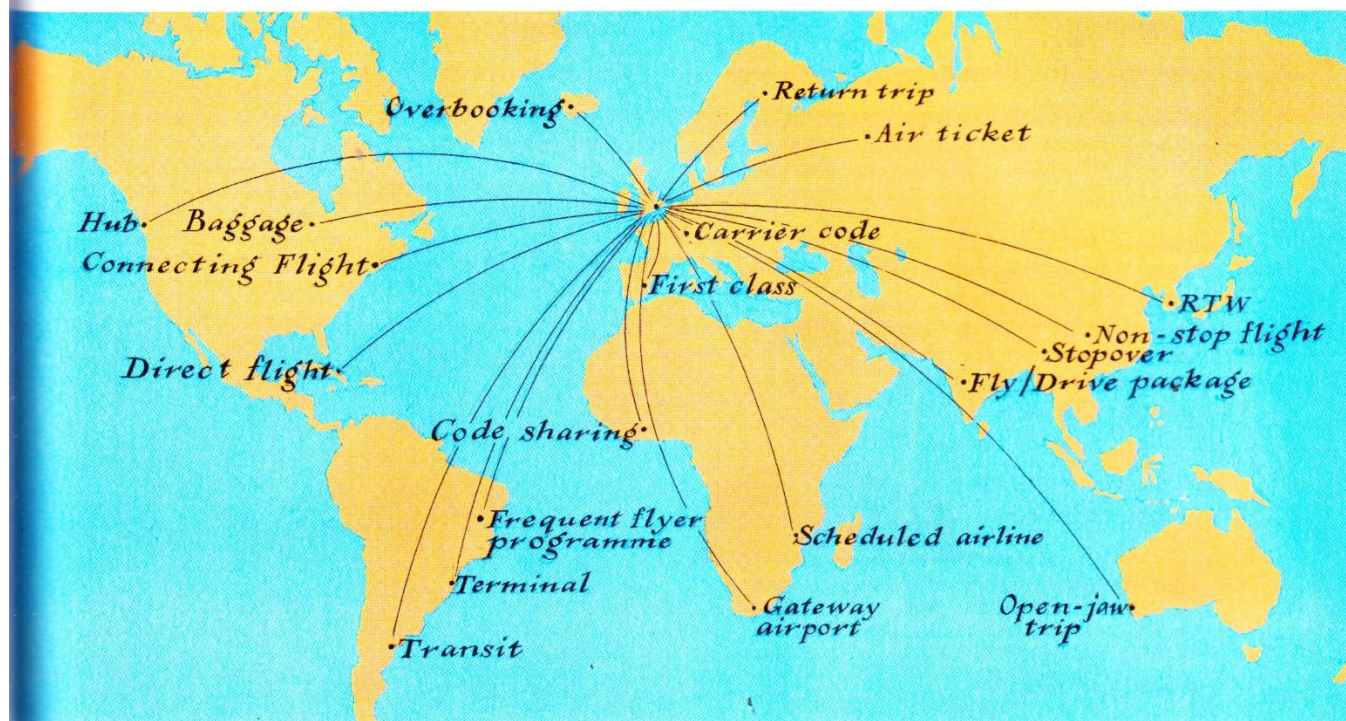 Return trip
Overbooking
Air ticket
Hub
Baggage
Carrier code
Connecting Flight
First class
RTW
Non-stop flight
Stopover
Direct flight
Fly/Drive package
Code sharing
Frequent flyer
programme
Scheduled airline
Terminal
Gateway
airport
Open-jaw
trip
Transit